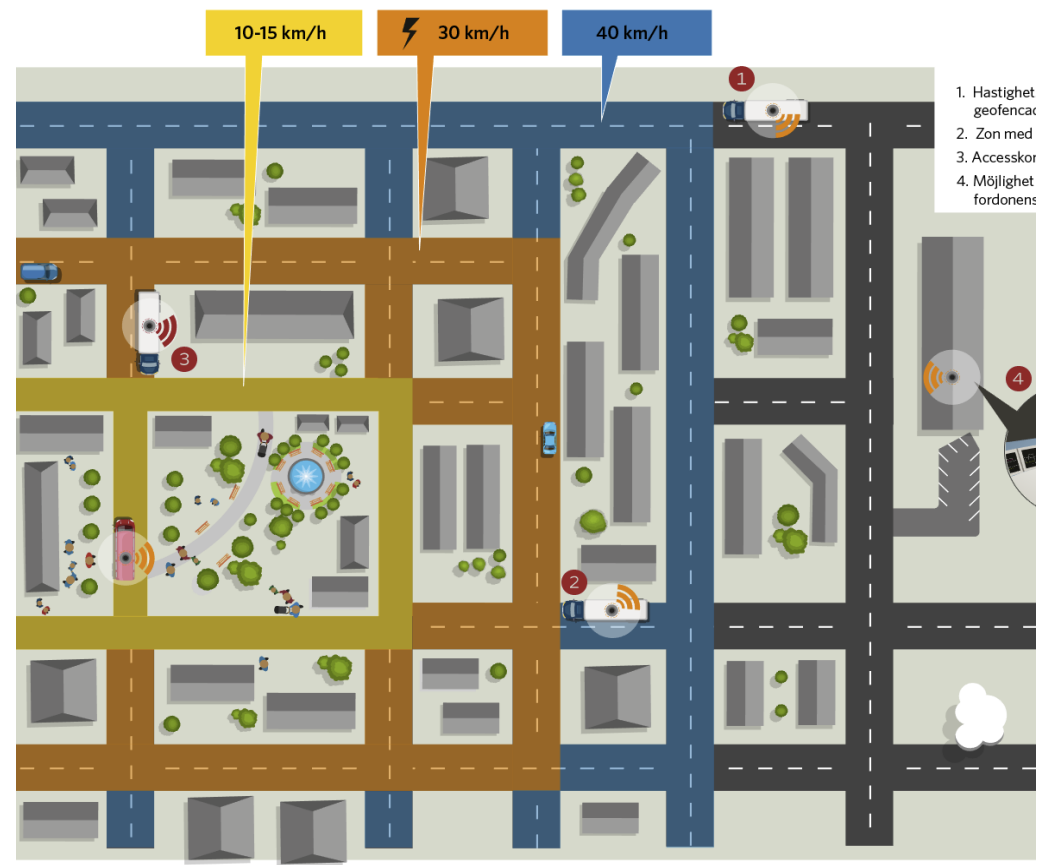 10-15 km/h
30 km/h
40 km/h
1
1. Hastighet
geofencad
2. Zon med
3. Accesskon
4. Möjlighet
fordonens
3
4
2